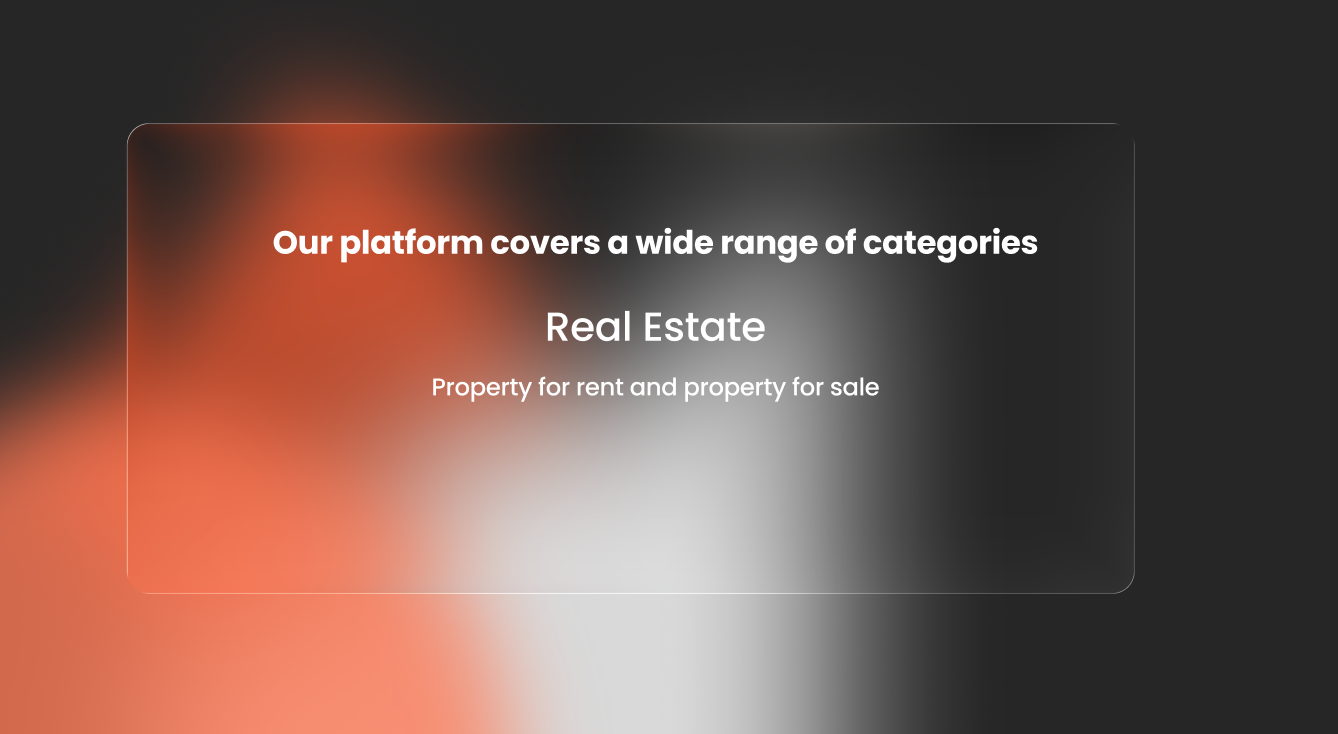 Our platform covers a wide range of categories
Real Estate
Property for rent and property for sale